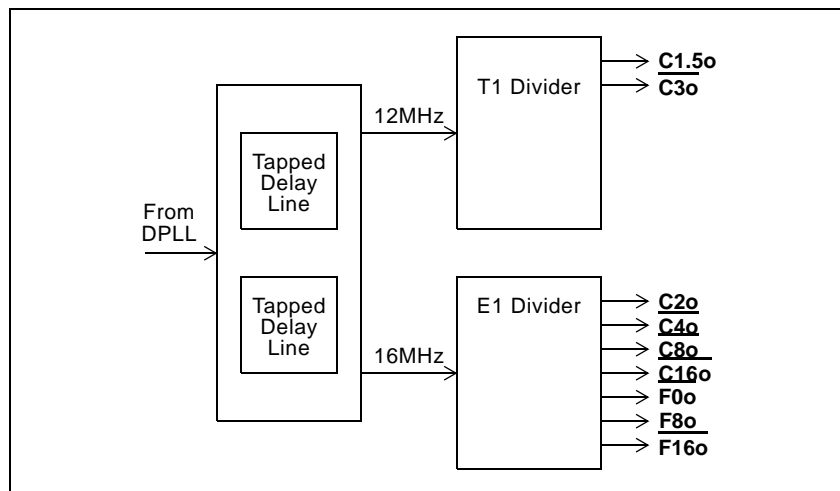 C1.5o
T1 Divider
C3o
12MHz
Tapped
Delay
Line
From
DPLL
Tapped
Delay
Line
16MHz
E1 Divider
C2o
C4o
C8o
C16o
F0o
F8o
F16o